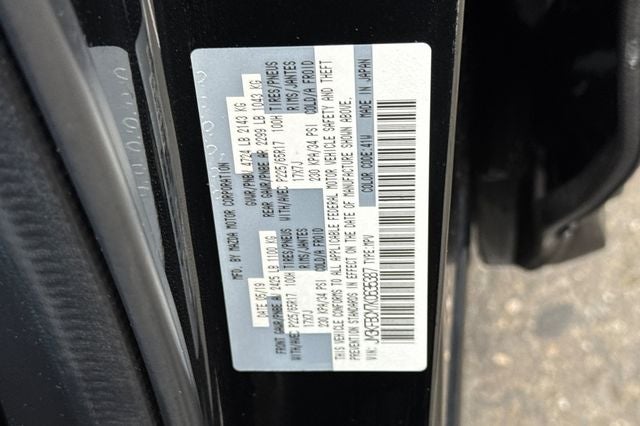 MFG. BY MAZDA MOTOR CORPORATION
DATE 05/19 GVWR/PNBV 4724 LB 2143 KG
FRONT GAWR/PNBE AV 2425 LB 1100 KG REAR GAWR/PNBE AR 2299 LB 1043 KG
WITH/AVEC P225/65R17 100H TIRES/PNEUS WITH/AVEC P225/65R17 100H TIRES/PNEUS
17X7J RIMS/JANTES 17X7J RIMS/JANTES
230 KPA/34 PSI COLD/A FROID 230 KPA/34 PSI COLD/A FROID
THIS VEHICLE CONFORMS TO ALL APPLICABLE FEDERAL MOTOR VEHICLE SAFETY AND THEFT
PREVENTION STANDARDS IN EFFECT ON THE DATE OF MANUFACTURE SHOWN ABOVE.
VIN: TYPE:MPV COLOR CODE:41W MADE IN JAPAN